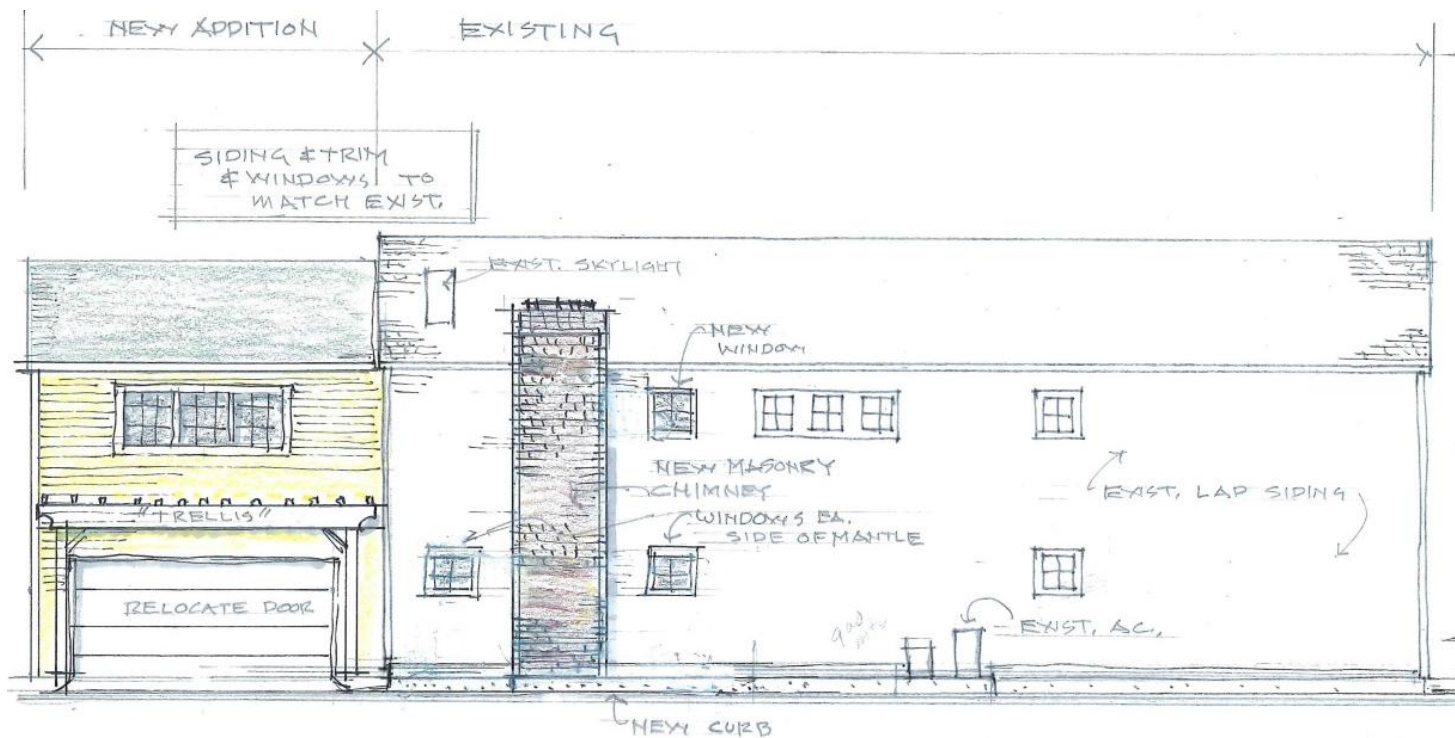 NEW ADDITION
EXISTING
SIDING & TRIM
& WINDOWS TO
MATCH EXIST.
EXIST. SKYLIGHT
NEW
WINDOW
NEW MASONRY
CHIMNEY
EXIST. LAP SIDING
"TRELLIS"
WINDOWS EA.
SIDE OF MANTLE
RELOCATE DOOR
gas
EXIST. AC.
NEW CURB